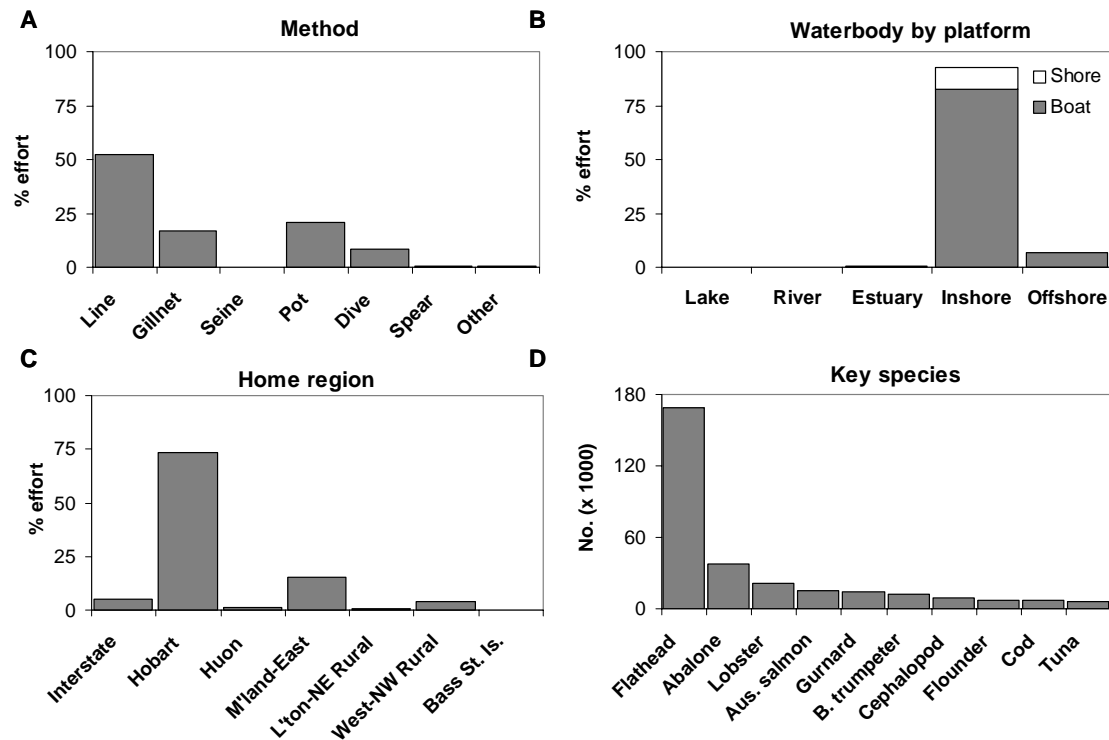 A
Method
100
75
50
25
0
% effort
Line
Gillnet
Seine
Pot
Dive
Spear
Other
B
Waterbody by platform
100
75
50
25
0
% effort
Shore
Boat
Lake
River
Estuary
Inshore
Offshore
C
Home region
100
75
50
25
0
% effort
Interstate
Hobart
Huon
M'land-East
L'ton-NE Rural
West-NW Rural
Bass St. Is.
D
Key species
180
120
60
0
No. (x 1000)
Flathead
Abalone
Lobster
Aus. salmon
Gurnard
B. trumpeter
Cephalopod
Flounder
Cod
Tuna